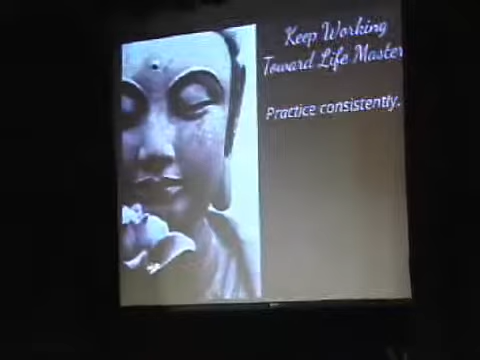 Keep Working
Toward Life Master
Practice consistently.